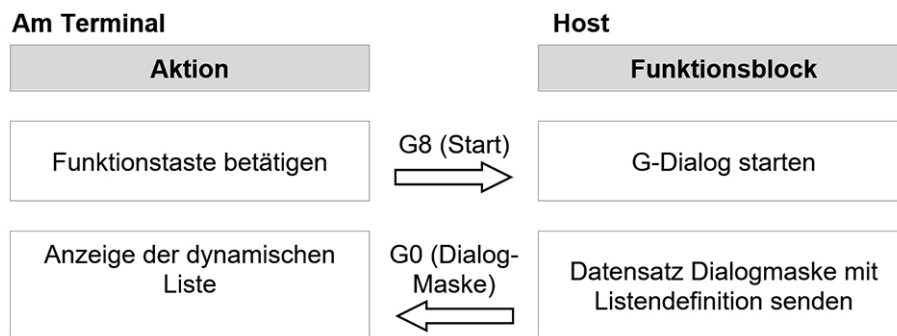 Am Terminal
Host
Aktion
Funktionsblock
Funktionstaste betätigen
G8 (Start)
G-Dialog starten
Anzeige der dynamischen
Liste
G0 (Dialog-
Maske)
Datensatz Dialogmaske mit
Listendefinition senden